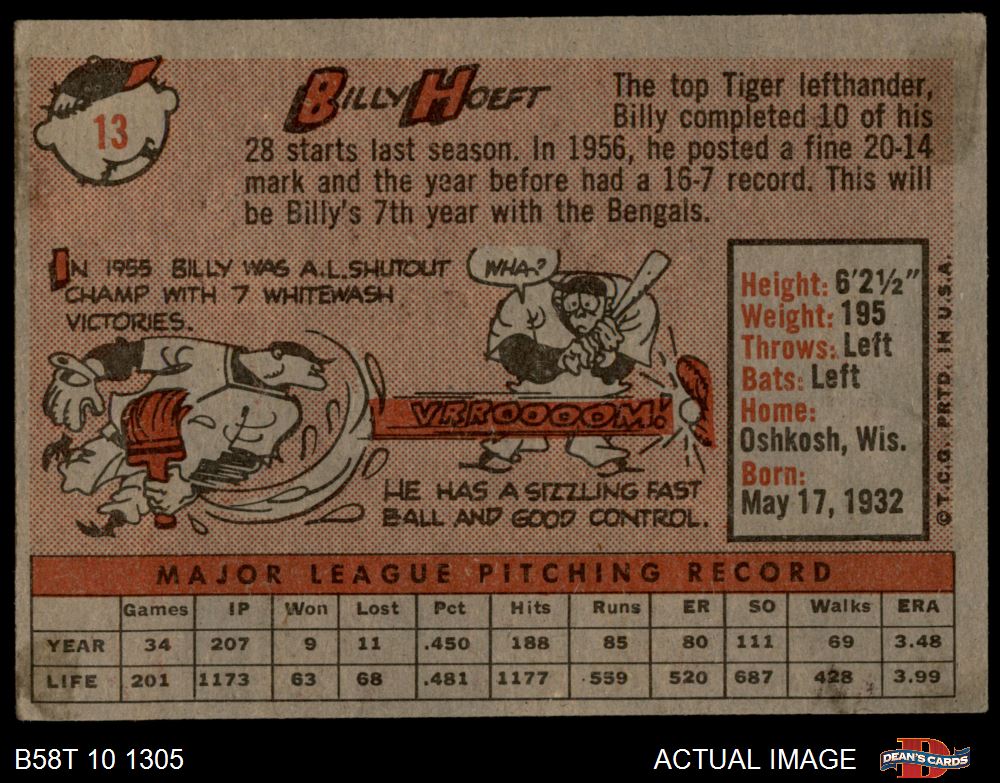 13
BILLY HOEFT
The top Tiger lefthander,
Billy completed 10 of his
28 starts last season. In 1956, he posted a fine 20-14
mark and the year before had a 16-7 record. This will
be Billy's 7th year with the Bengals.
IN 1955 BILLY WAS A.L. SHUTOUT
CHAMP WITH 7 WHITEWASH
VICTORIES.
WHA-?
VRROOOOM!
HE HAS A SIZZLING FAST
BALL AND GOOD CONTROL.
Height: 6'2½"
Weight: 195
Throws: Left
Bats: Left
Home:
Oshkosh, Wis.
Born:
May 17, 1932
© T.C.G. PRTD. IN U.S.A.
MAJOR LEAGUE PITCHING RECORD
Games IP Won Lost Pct Hits Runs ER SO Walks ERA
YEAR 34 207 9 11 .450 188 85 80 111 69 3.48
LIFE 201 1173 63 68 .481 1177 559 520 687 428 3.99
B58T 10 1305
ACTUAL IMAGE
DEAN'S CARDS